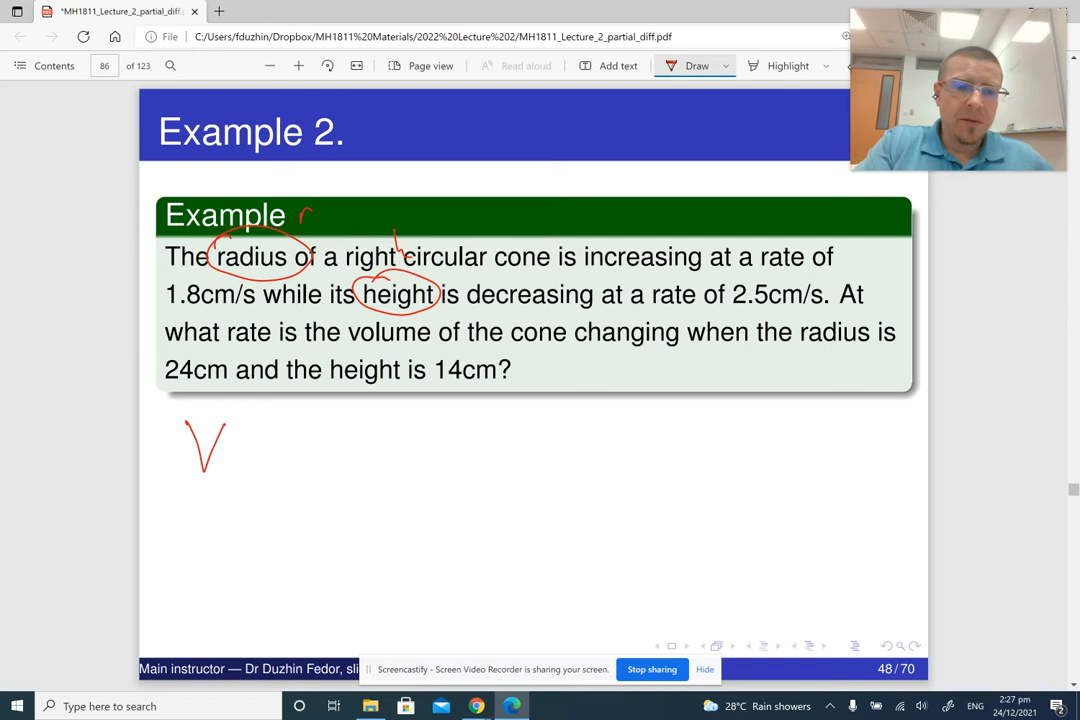 *MH1811_Lecture_2_partial_diff.p
File C:/Users/fduzhin/Dropbox/MH1811%20Materials/2022%20Lecture%202/MH1811_Lecture_2_partial_diff.pdf
Contents 86 of 123 Page view Read aloud Add text Draw Highlight
Example 2.
Example r
h
The radius of a right circular cone is increasing at a rate of
1.8cm/s while its height is decreasing at a rate of 2.5cm/s. At
what rate is the volume of the cone changing when the radius is
24cm and the height is 14cm?
V
Main instructor — Dr Duzhin Fedor, sli
48/70
Screencastify - Screen Video Recorder is sharing your screen. Stop sharing Hide
Type here to search 28°C Rain showers ENG 2:27 pm
24/12/2021 2